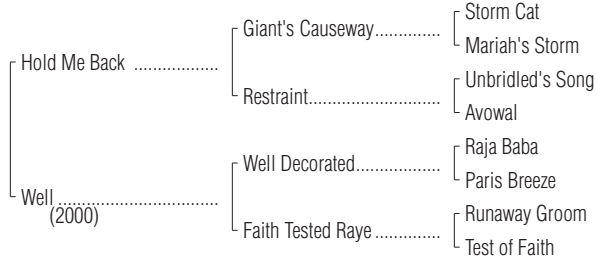 Storm Cat
Giant's Causeway..............
Mariah's Storm
Hold Me Back ..................
Unbridled's Song
Restraint............................
Avowal
Raja Baba
Well Decorated..................
Paris Breeze
Well ...................................
(2000)
Runaway Groom
Faith Tested Raye ..............
Test of Faith